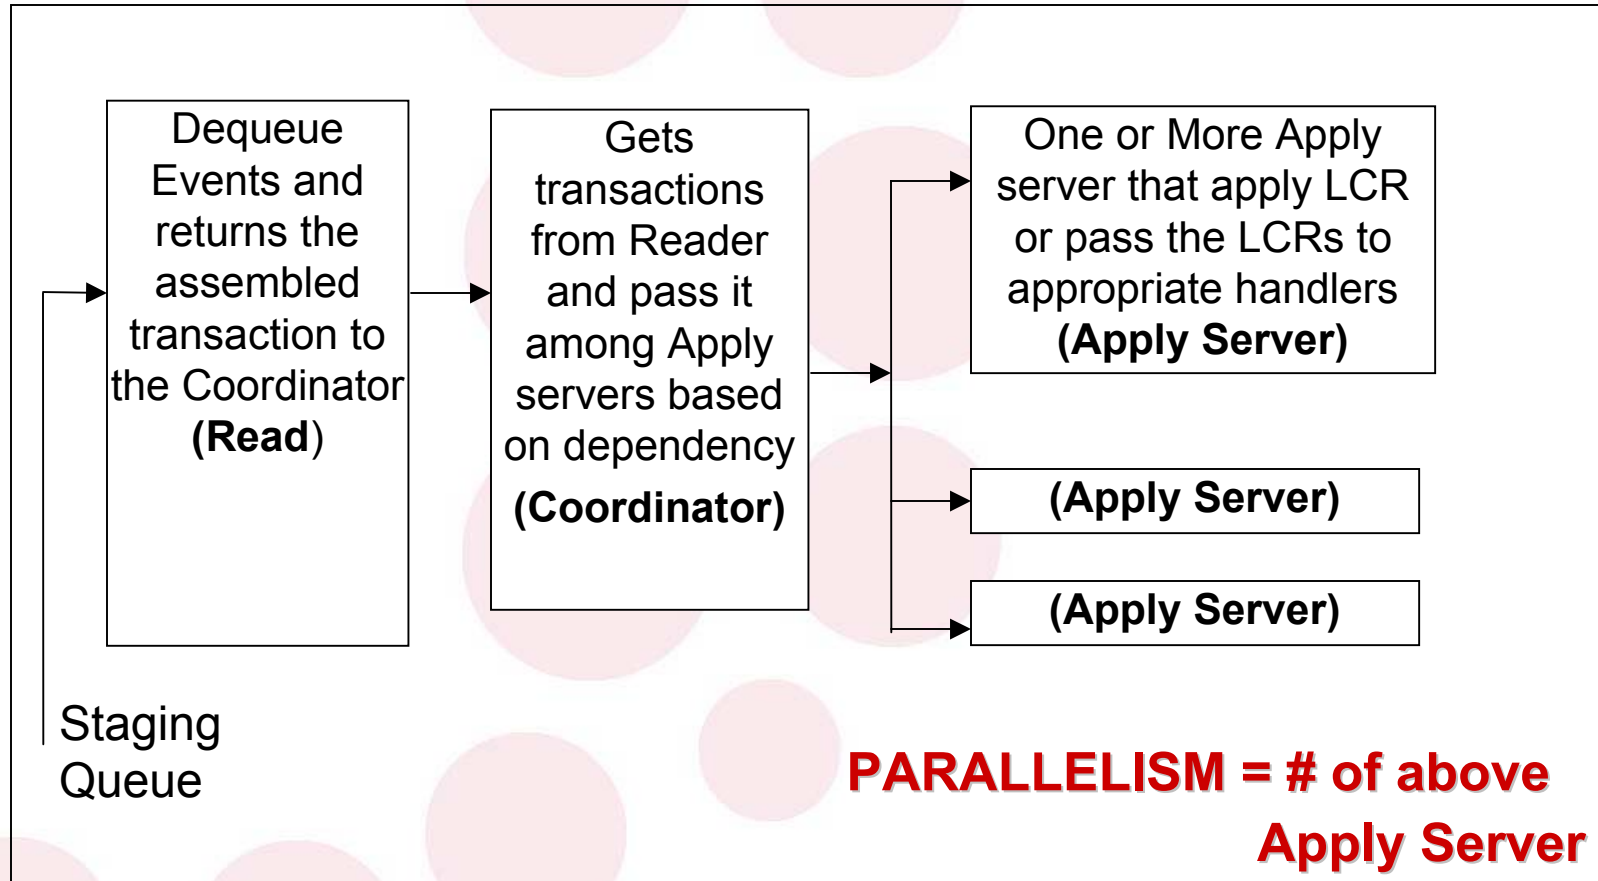 Dequeue
Events and
returns the
assembled
transaction to
the Coordinator
(Read)
Gets
transactions
from Reader
and pass it
among Apply
servers based
on dependency
(Coordinator)
One or More Apply
server that apply LCR
or pass the LCRs to
appropriate handlers
(Apply Server)
(Apply Server)
(Apply Server)
Staging
Queue
PARALLELISM = # of above
Apply Server